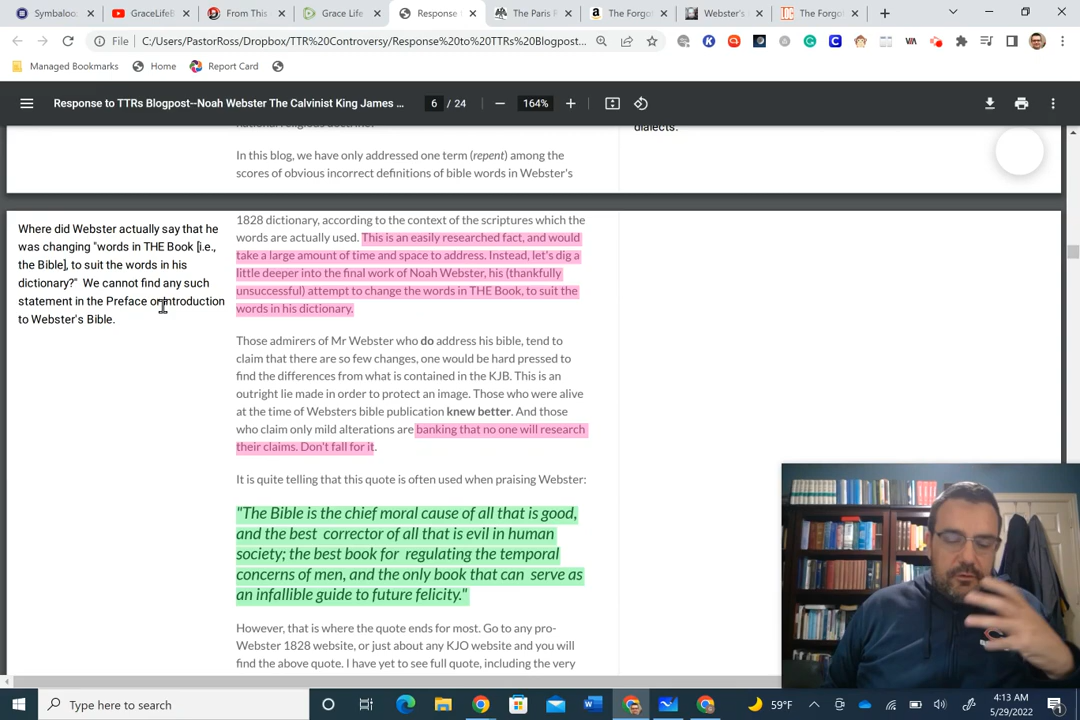 Symbaloo
GraceLifeB
From This
Grace Life
Response
The Paris R
The Forgo
Webster's
The Forgo
File
C:/Users/PastorRoss/Dropbox/TTR%20Controversy/Response%20to%20TTRs%20Blogpost...
Managed Bookmarks
Home
Report Card
Response to TTRs Blogpost--Noah Webster The Calvinist King James ...
6 / 24
164%
dialects.
In this blog, we have only addressed one term (repent) among the
scores of obvious incorrect definitions of bible words in Webster's
Where did Webster actually say that he
was changing "words in THE Book [i.e.,
the Bible], to suit the words in his
dictionary?" We cannot find any such
statement in the Preface or Introduction
to Webster's Bible.
1828 dictionary, according to the context of the scriptures which the
words are actually used. This is an easily researched fact, and would
take a large amount of time and space to address. Instead, let's dig a
little deeper into the final work of Noah Webster, his (thankfully
unsuccessful) attempt to change the words in THE Book, to suit the
words in his dictionary.
Those admirers of Mr Webster who do address his bible, tend to
claim that there are so few changes, one would be hard pressed to
find the differences from what is contained in the KJB. This is an
outright lie made in order to protect an image. Those who were alive
at the time of Websters bible publication knew better. And those
who claim only mild alterations are banking that no one will research
their claims. Don't fall for it.
It is quite telling that this quote is often used when praising Webster:
"The Bible is the chief moral cause of all that is good,
and the best corrector of all that is evil in human
society; the best book for regulating the temporal
concerns of men, and the only book that can serve as
an infallible guide to future felicity."
However, that is where the quote ends for most. Go to any pro-
Webster 1828 website, or just about any KJO website and you will
find the above quote. I have yet to see full quote, including the very
Type here to search
59°F
4:13 AM
5/29/2022